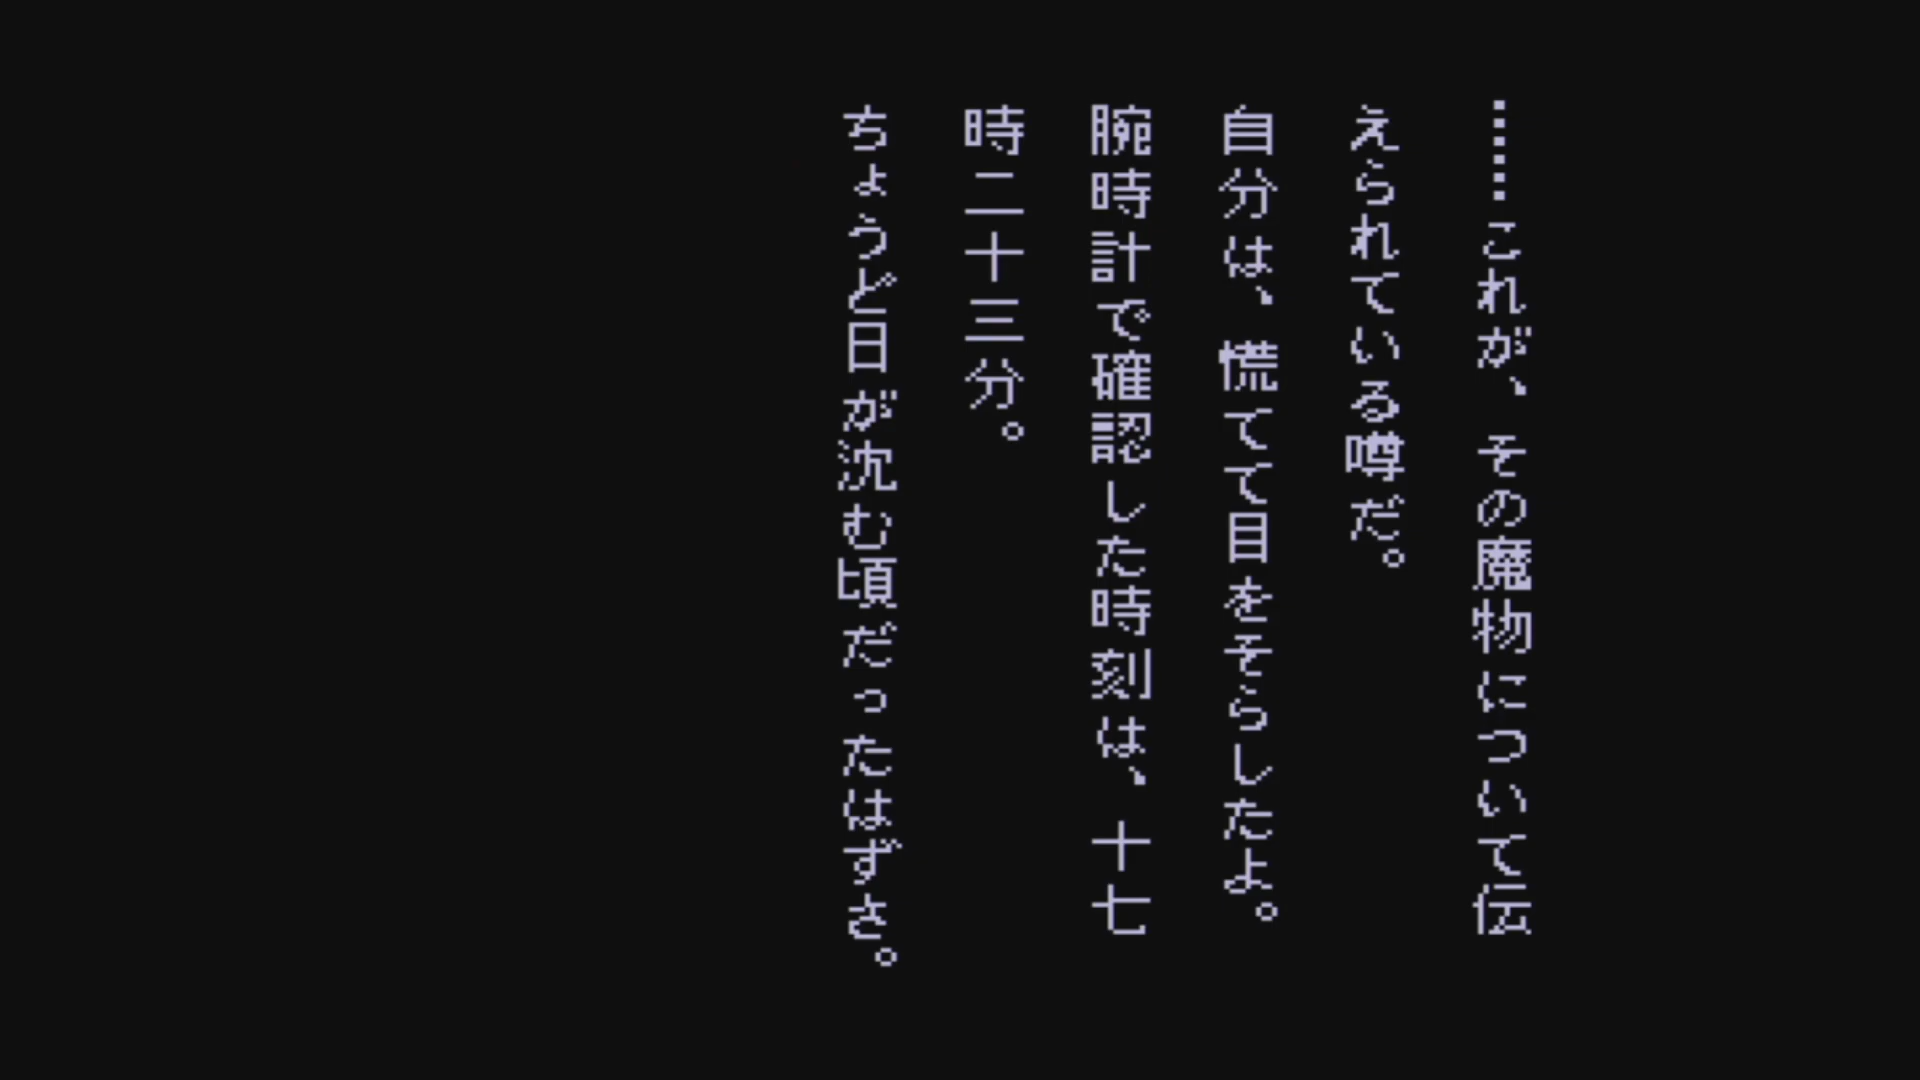 ……これが、その魔物について伝
えられている噂だ。
自分は、慌てて目をそらしたよ。
腕時計で確認した時刻は、十七
時二十三分。
ちょうど日が沈む頃だったはずさ。